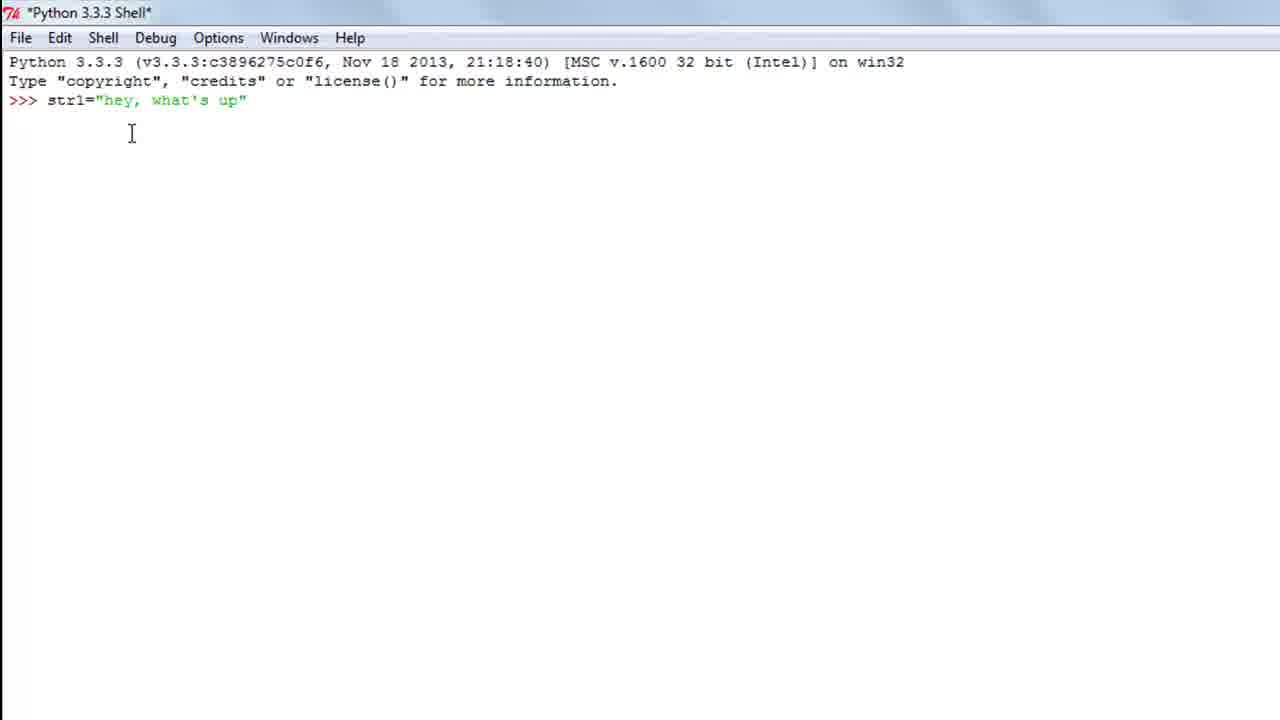 *Python 3.3.3 Shell*
File Edit Shell Debug Options Windows Help
Python 3.3.3 (v3.3.3:c3896275c0f6, Nov 18 2013, 21:18:40) [MSC v.1600 32 bit (Intel)] on win32
Type "copyright", "credits" or "license()" for more information.
>>> str1="hey, what's up"